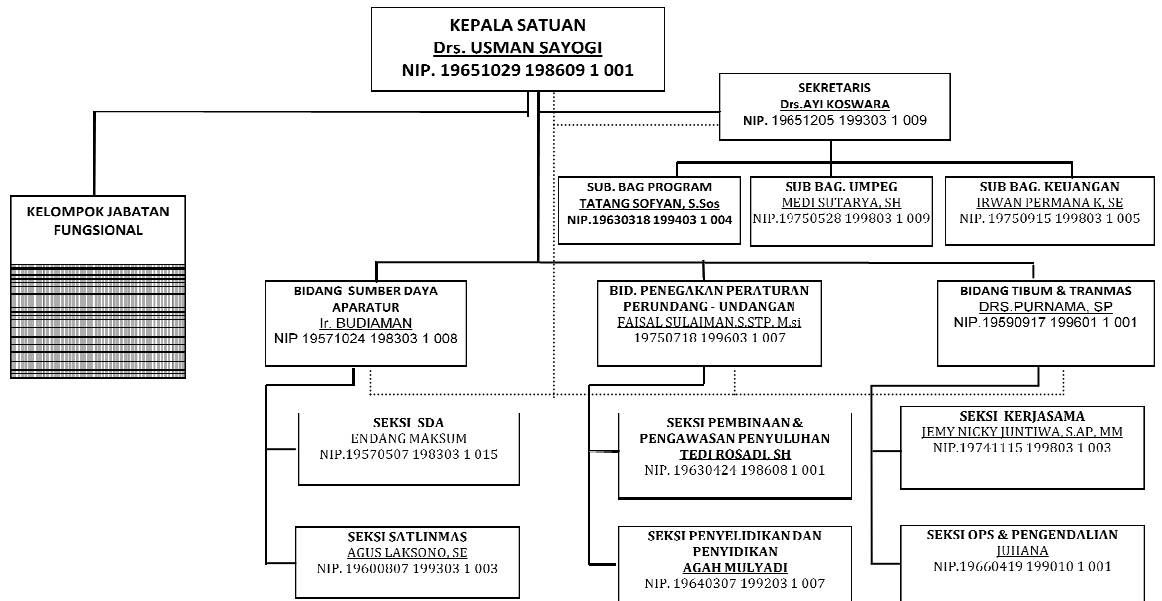 KEPALA SATUAN
Drs. USMAN SAYOGI
NIP. 19651029 198609 1 001
SEKRETARIS
Drs.AYI KOSWARA
NIP. 19651205 199303 1 009
KELOMPOK JABATAN
FUNGSIONAL
SUB. BAG PROGRAM
TATANG SOFYAN, S.Sos
NIP.19630318 199403 1 004
SUB BAG. UMPEG
MEDI SUTARYA, SH
NIP.19750528 199803 1 009
SUB BAG. KEUANGAN
IRWAN PERMANA K, SE
NIP. 19750915 199803 1 005
BIDANG SUMBER DAYA
APARATUR
Ir. BUDIAMAN
NIP 19571024 198303 1 008
BID. PENEGAKAN PERATURAN
PERUNDANG - UNDANGAN
FAISAL SULAIMAN.S.STP, M.si
19750718 199603 1 007
BIDANG TIBUM & TRANMAS
DRS.PURNAMA, SP
NIP.19590917 199601 1 001
SEKSI SDA
ENDANG MAKSUM
NIP.19570507 198303 1 015
SEKSI PEMBINAAN &
PENGAWASAN PENYULUHAN
TEDI ROSADI, SH
NIP. 19630424 198608 1 001
SEKSI KERJASAMA
JEMY NICKY JUNTIWA, S.AP, MM
NIP.19741115 199803 1 003
SEKSI SATLINMAS
AGUS LAKSONO, SE
NIP. 19600807 199303 1 003
SEKSI PENYELIDIKAN DAN
PENYIDIKAN
AGAH MULYADI
NIP. 19640307 199203 1 007
SEKSI OPS & PENGENDALIAN
JUHANA
NIP.19660419 199010 1 001